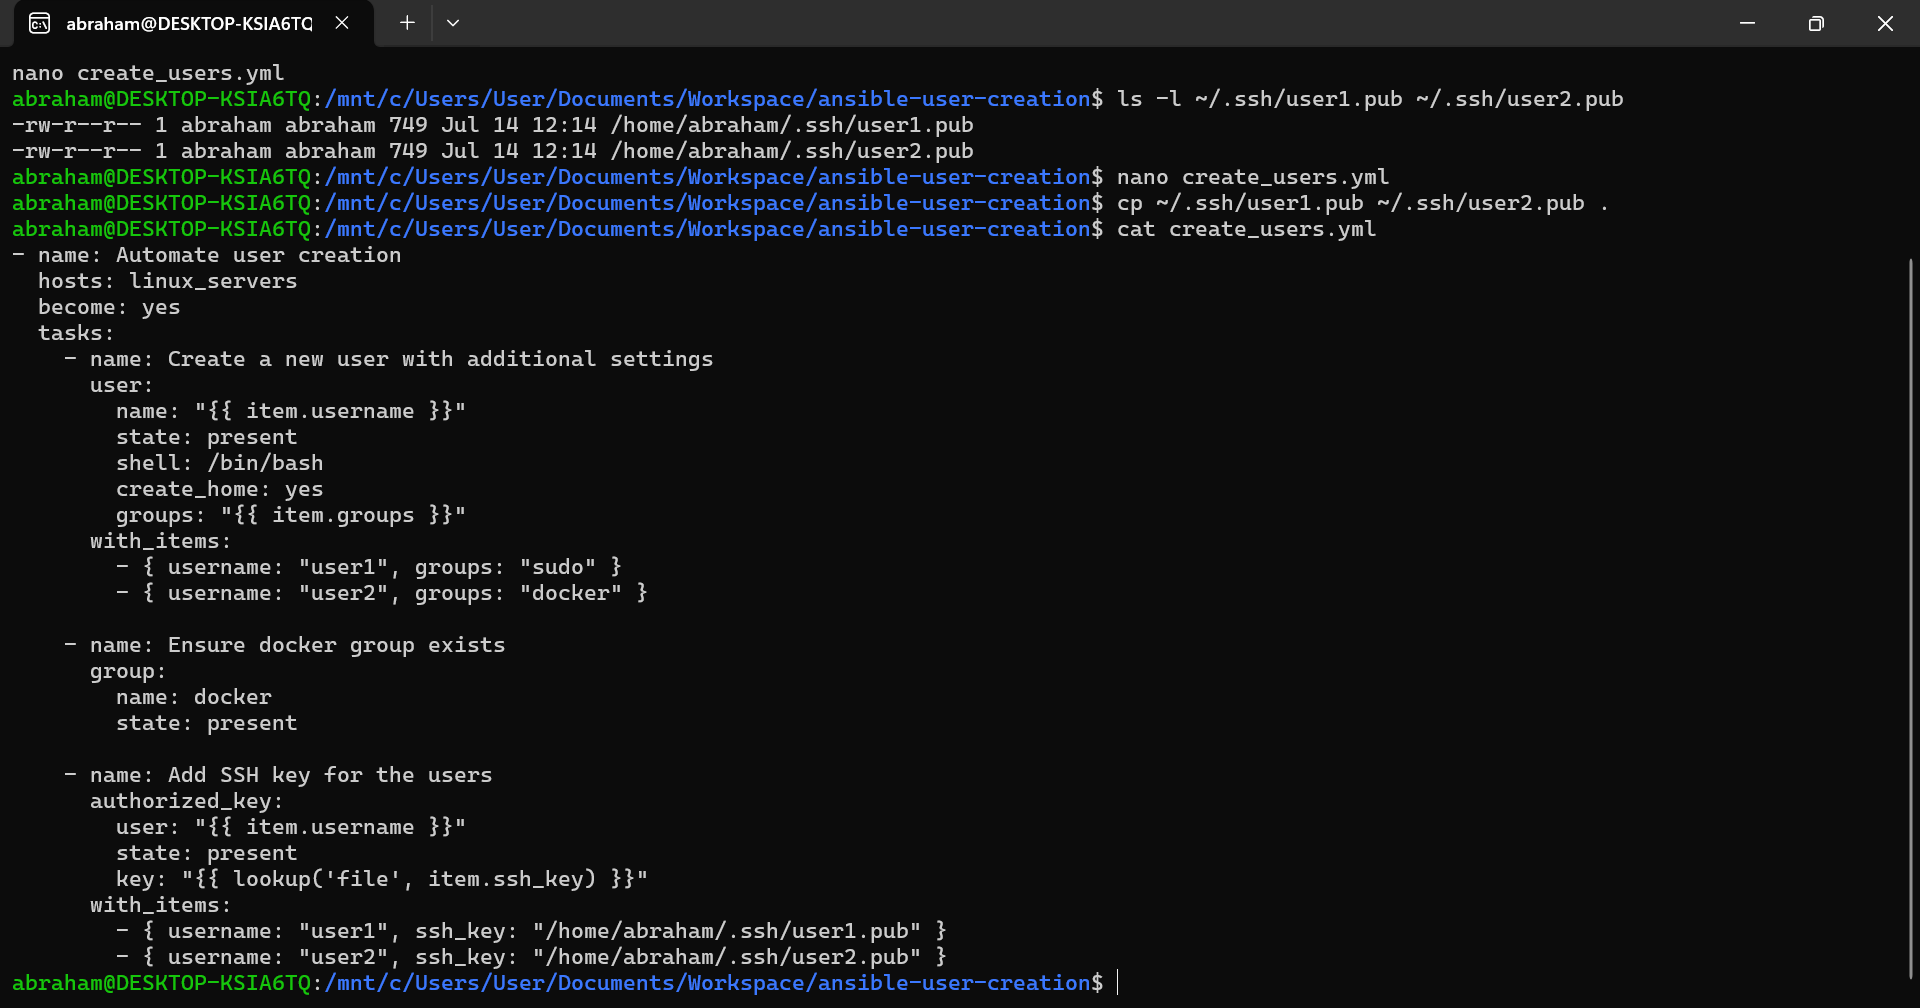 abraham@DESKTOP-KSIA6TQ
nano create_users.yml
abraham@DESKTOP-KSIA6TQ:/mnt/c/Users/User/Documents/Workspace/ansible-user-creation$ ls -l ~/.ssh/user1.pub ~/.ssh/user2.pub
-rw-r--r-- 1 abraham abraham 749 Jul 14 12:14 /home/abraham/.ssh/user1.pub
-rw-r--r-- 1 abraham abraham 749 Jul 14 12:14 /home/abraham/.ssh/user2.pub
abraham@DESKTOP-KSIA6TQ:/mnt/c/Users/User/Documents/Workspace/ansible-user-creation$ nano create_users.yml
abraham@DESKTOP-KSIA6TQ:/mnt/c/Users/User/Documents/Workspace/ansible-user-creation$ cp ~/.ssh/user1.pub ~/.ssh/user2.pub .
abraham@DESKTOP-KSIA6TQ:/mnt/c/Users/User/Documents/Workspace/ansible-user-creation$ cat create_users.yml
- name: Automate user creation
  hosts: linux_servers
  become: yes
  tasks:
    - name: Create a new user with additional settings
      user:
        name: "{{ item.username }}"
        state: present
        shell: /bin/bash
        create_home: yes
        groups: "{{ item.groups }}"
      with_items:
        - { username: "user1", groups: "sudo" }
        - { username: "user2", groups: "docker" }

    - name: Ensure docker group exists
      group:
        name: docker
        state: present

    - name: Add SSH key for the users
      authorized_key:
        user: "{{ item.username }}"
        state: present
        key: "{{ lookup('file', item.ssh_key) }}"
      with_items:
        - { username: "user1", ssh_key: "/home/abraham/.ssh/user1.pub" }
        - { username: "user2", ssh_key: "/home/abraham/.ssh/user2.pub" }
abraham@DESKTOP-KSIA6TQ:/mnt/c/Users/User/Documents/Workspace/ansible-user-creation$